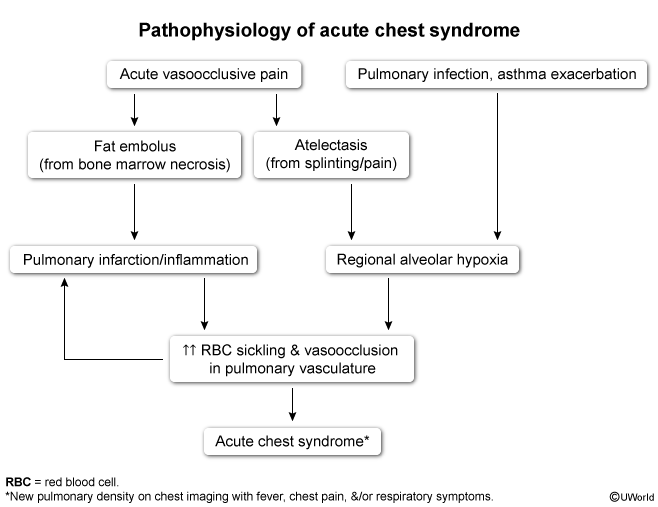 Pathophysiology of acute chest syndrome
Acute vasoocclusive pain
Pulmonary infection, asthma exacerbation
Fat embolus
(from bone marrow necrosis)
Atelectasis
(from splinting/pain)
Pulmonary infarction/inflammation
Regional alveolar hypoxia
↑↑ RBC sickling & vasoocclusion
in pulmonary vasculature
Acute chest syndrome*
RBC = red blood cell.
*New pulmonary density on chest imaging with fever, chest pain, &/or respiratory symptoms.
©UWorld